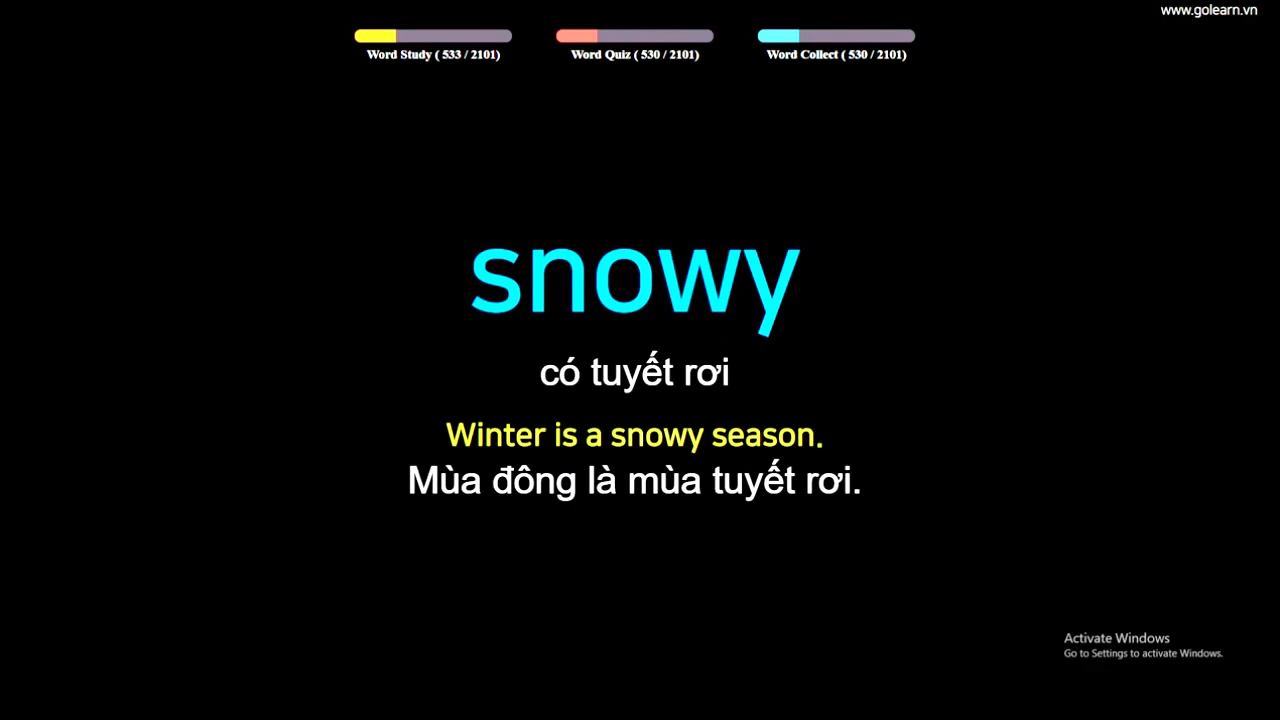 www.golearn.vn
Word Study ( 533 / 2101)
Word Quiz ( 530 / 2101)
Word Collect ( 530 / 2101)
snowy
có tuyết rơi
Winter is a snowy season.
Mùa đông là mùa tuyết rơi.
Activate Windows
Go to Settings to activate Windows.